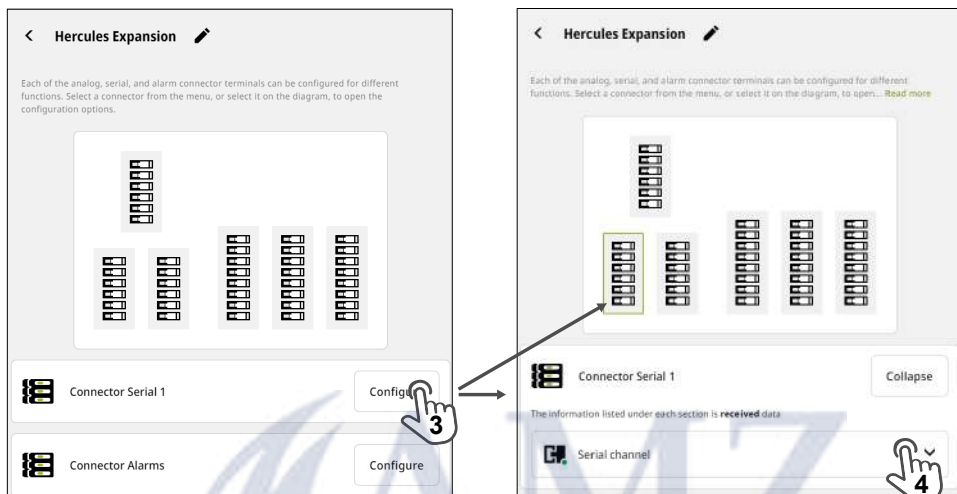 Hercules Expansion
Each of the analog, serial, and alarm connector terminals can be configured for different
functions. Select a connector from the menu, or select it on the diagram, to open the
configuration options.
Connector Serial 1
Configure
3
Connector Alarms
Configure
Hercules Expansion
Each of the analog, serial, and alarm connector terminals can be configured for different
functions. Select a connector from the menu, or select it on the diagram, to open... Read more
Connector Serial 1
Collapse
The information listed under each section is received data
Serial channel
4